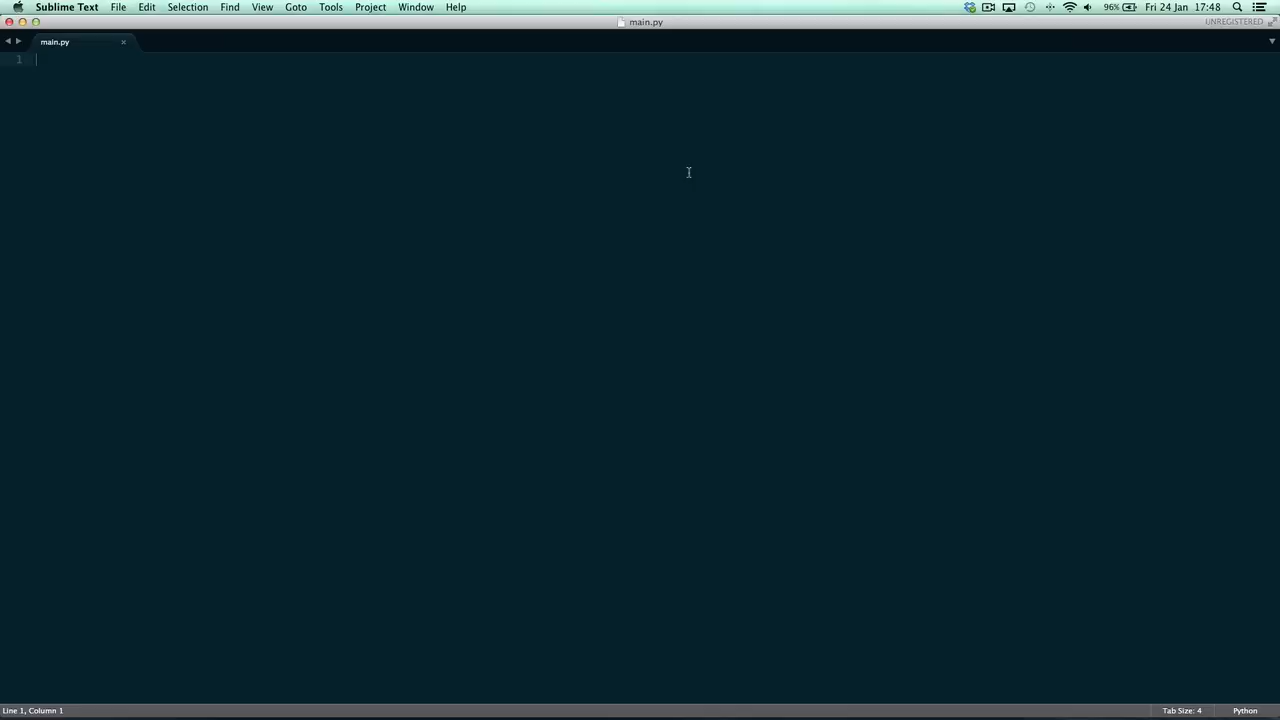 Sublime Text File Edit Selection Find View Goto Tools Project Window Help 96% Fri 24 Jan 17:48
main.py UNREGISTERED
main.py
1
Line 1, Column 1 Tab Size: 4 Python